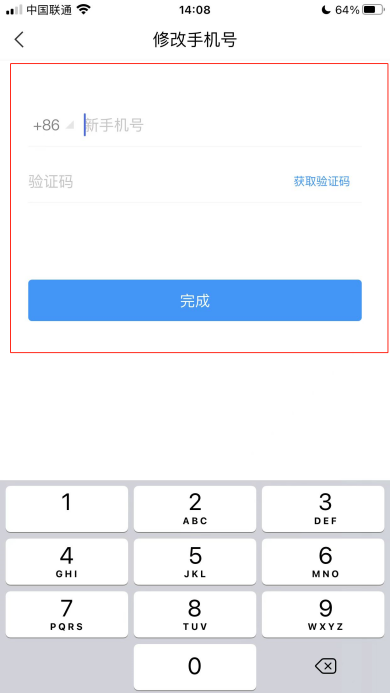 中国联通 14:08 64%
修改手机号
+86 新手机号
验证码 获取验证码
完成
1 2 3
ABC DEF
4 5 6
GHI JKL MNO
7 8 9
PQRS TUV WXYZ
0